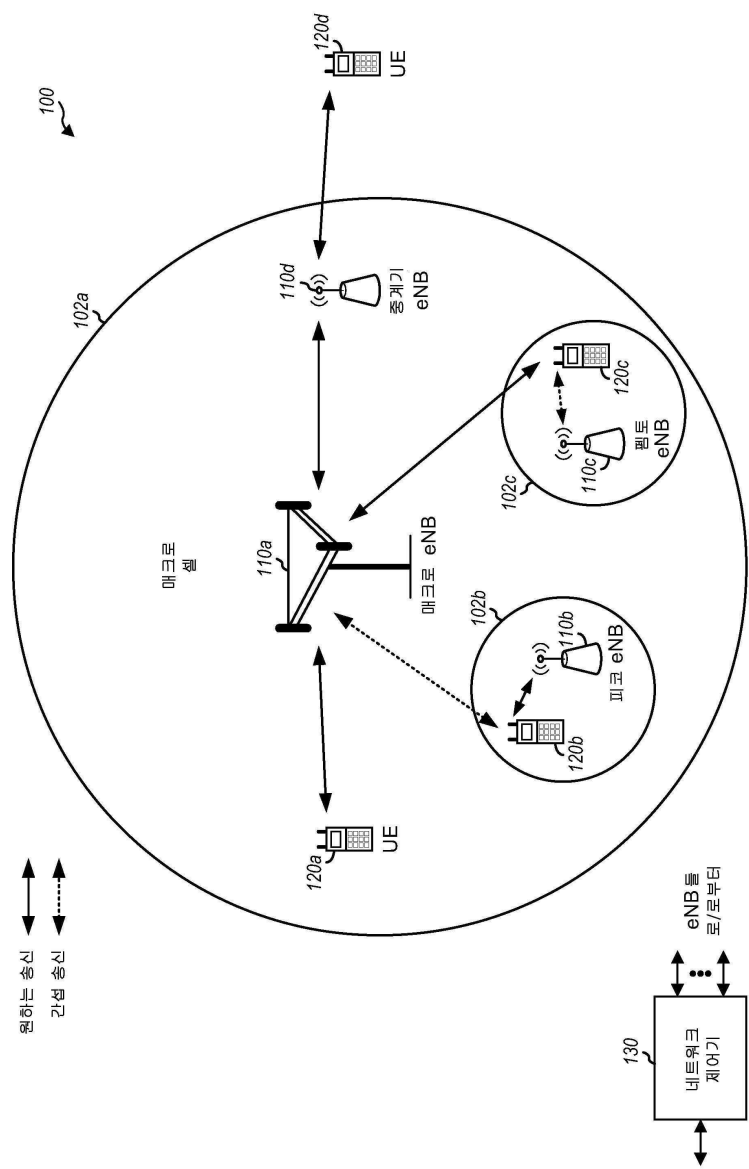 원하는 송신
간섭 송신
100
102a
매크로
셀
110a
매크로 eNB
120a
UE
110d
중계기
eNB
120d
UE
102b
120b
110b
피코 eNB
102c
110c
펨토
eNB
120c
130
네트워크
제어기
eNB들
로/로부터